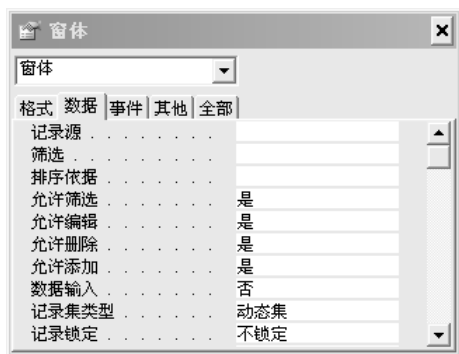 窗体
窗体
格式 数据 事件 其他 全部
记录源 . . . . . . . .
筛选 . . . . . . . . .
排序依据 . . . . . . .
允许筛选 . . . . . . . 是
允许编辑 . . . . . . . 是
允许删除 . . . . . . . 是
允许添加 . . . . . . . 是
数据输入 . . . . . . . 否
记录集类型 . . . . . . 动态集
记录锁定 . . . . . . . 不锁定